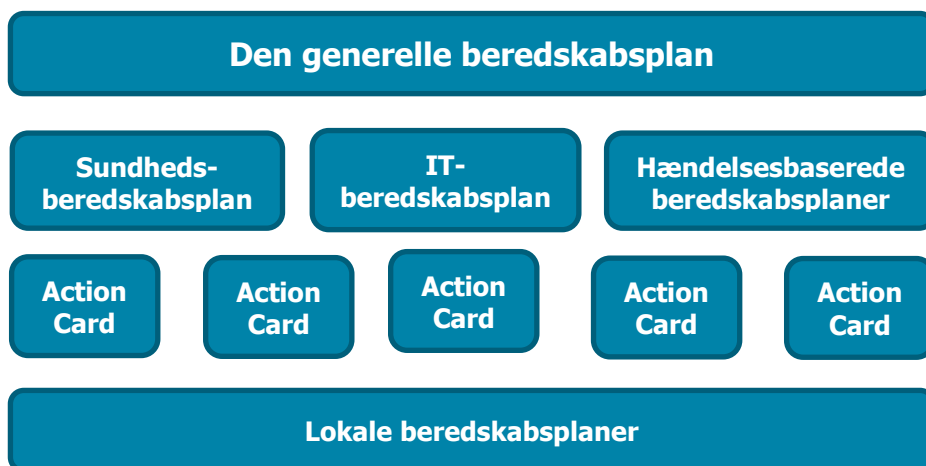 Den generelle beredskabsplan
Sundheds-
beredskabsplan
IT-
beredskabsplan
Hændelsesbaserede
beredskabsplaner
Action
Card
Action
Card
Action
Card
Action
Card
Action
Card
Lokale beredskabsplaner